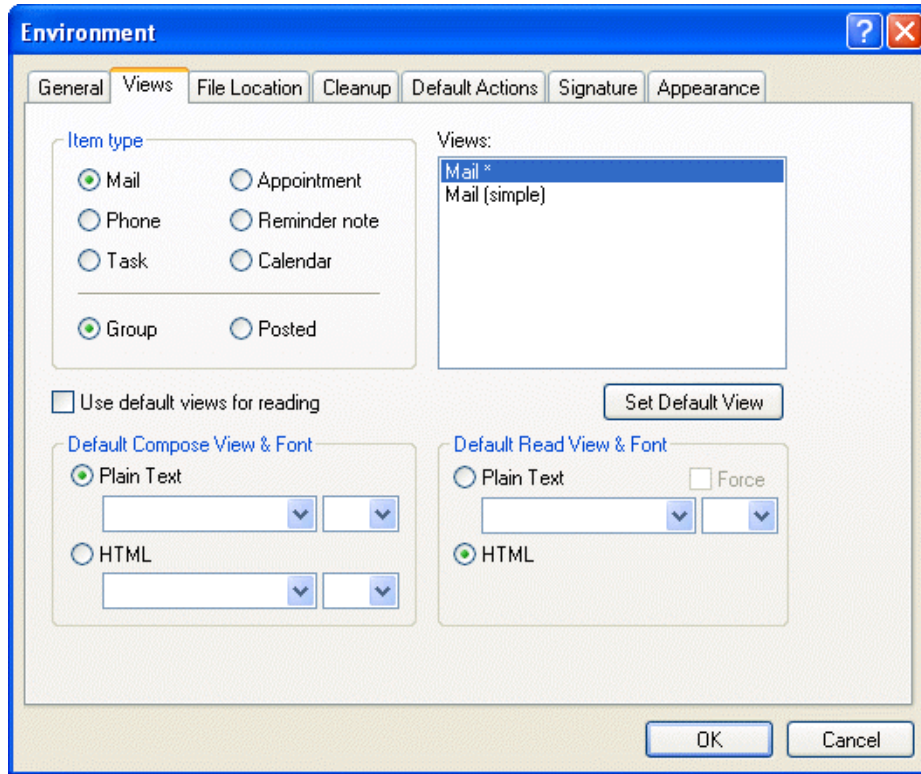 Environment
General Views File Location Cleanup Default Actions Signature Appearance
Item type
Mail Appointment
Phone Reminder note
Task Calendar
Group Posted
Views:
Mail *
Mail (simple)
Use default views for reading
Set Default View
Default Compose View & Font
Plain Text
HTML
Default Read View & Font
Plain Text Force
HTML
OK Cancel